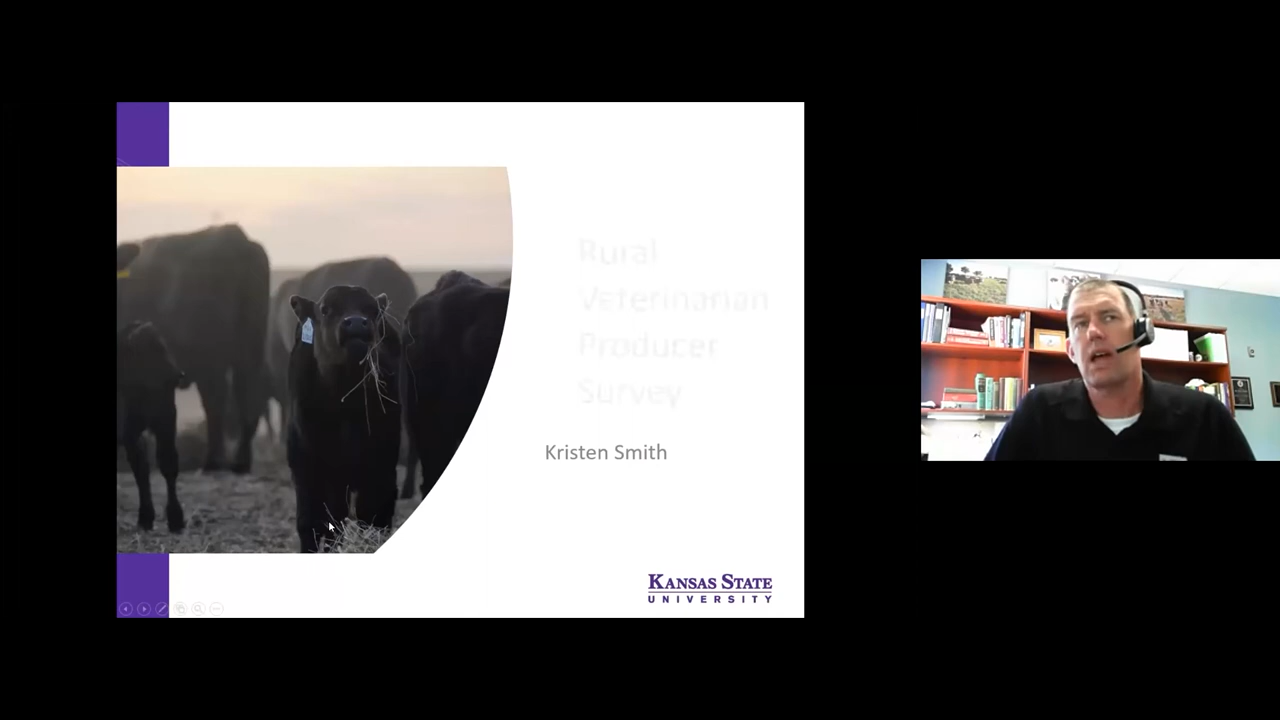 Rural
Veterinarian
Producer
Survey
Kristen Smith
KANSAS STATE
UNIVERSITY